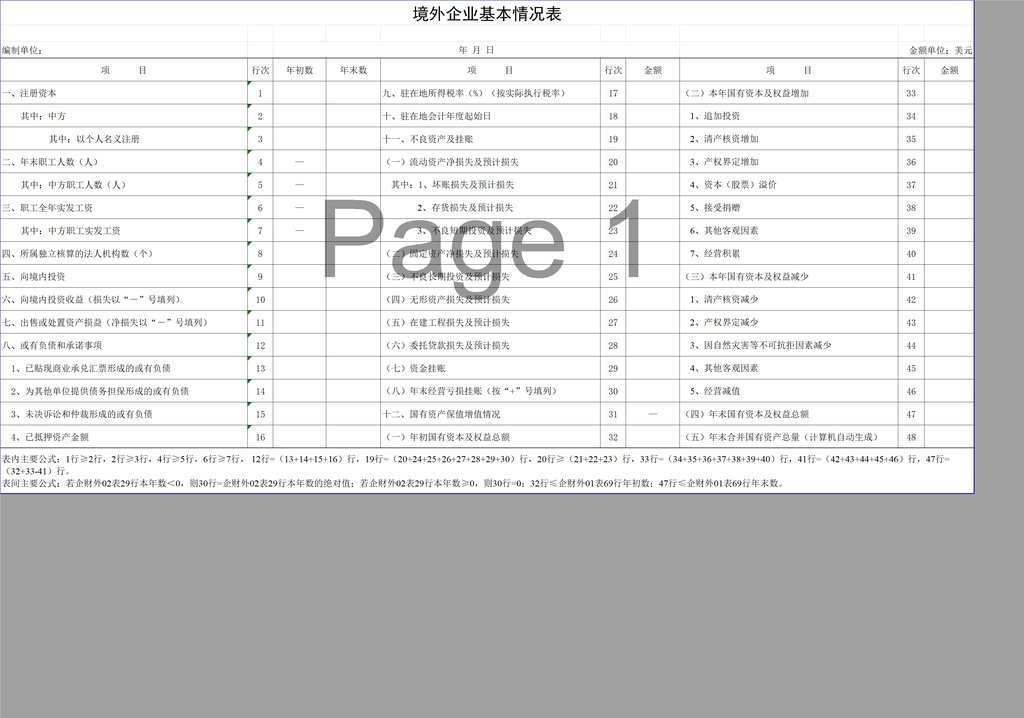 境外企业基本情况表
编制单位： 年 月 日 金额单位：美元
项 目 行次 年初数 年末数 项 目 行次 金额 项 目 行次 金额
一、注册资本 1 九、驻在地所得税率（%）（按实际执行税率） 17 （二）本年国有资本及权益增加 33
其中：中方 2 十、驻在地会计年度起始日 18 1、追加投资 34
其中：以个人名义注册 3 十一、不良资产及挂账 19 2、清产核资增加 35
二、年末职工人数（人） 4 — （一）流动资产净损失及预计损失 20 3、产权界定增加 36
其中：中方职工人数（人） 5 — 其中：1、坏账损失及预计损失 21 4、资本（股票）溢价 37
三、职工全年实发工资 6 — 2、存货损失及预计损失 22 5、接受捐赠 38
其中：中方职工实发工资 7 — 3、不良短期投资及预计损失 23 6、其他客观因素 39
四、所属独立核算的法人机构数（个） 8 （二）固定资产净损失及预计损失 24 7、经营积累 40
五、向境内投资 9 （三）不良长期投资及预计损失 25 （三）本年国有资本及权益减少 41
六、向境内投资收益（损失以“－”号填列） 10 （四）无形资产损失及预计损失 26 1、清产核资减少 42
七、出售或处置资产损益（净损失以“－”号填列） 11 （五）在建工程损失及预计损失 27 2、产权界定减少 43
八、或有负债和承诺事项 12 （六）委托贷款损失及预计损失 28 3、因自然灾害等不可抗拒因素减少 44
1、已贴现商业承兑汇票形成的或有负债 13 （七）资金挂账 29 4、其他客观因素 45
2、为其他单位提供债务担保形成的或有负债 14 （八）年末经营亏损挂账（按“+”号填列） 30 5、经营减值 46
3、未决诉讼和仲裁形成的或有负债 15 十二、国有资产保值增值情况 31 — （四）年末国有资本及权益总额 47
4、已抵押资产金额 16 （一）年初国有资本及权益总额 32 （五）年末合并国有资产总量（计算机自动生成） 48
表内主要公式：1行≥2行，2行≥3行，4行≥5行，6行≥7行， 12行=（13+14+15+16）行，19行=（20+24+25+26+27+28+29+30）行，20行≥（21+22+23）行，33行=（34+35+36+37+38+39+40）行，41行=（42+43+44+45+46）行，47行=
（32+33-41）行。
表间主要公式：若企财外02表29行本年数＜0，则30行=企财外02表29行本年数的绝对值；若企财外02表29行本年数≥0，则30行=0；32行≤企财外01表69行年初数；47行≤企财外01表69行年末数。
Page 1